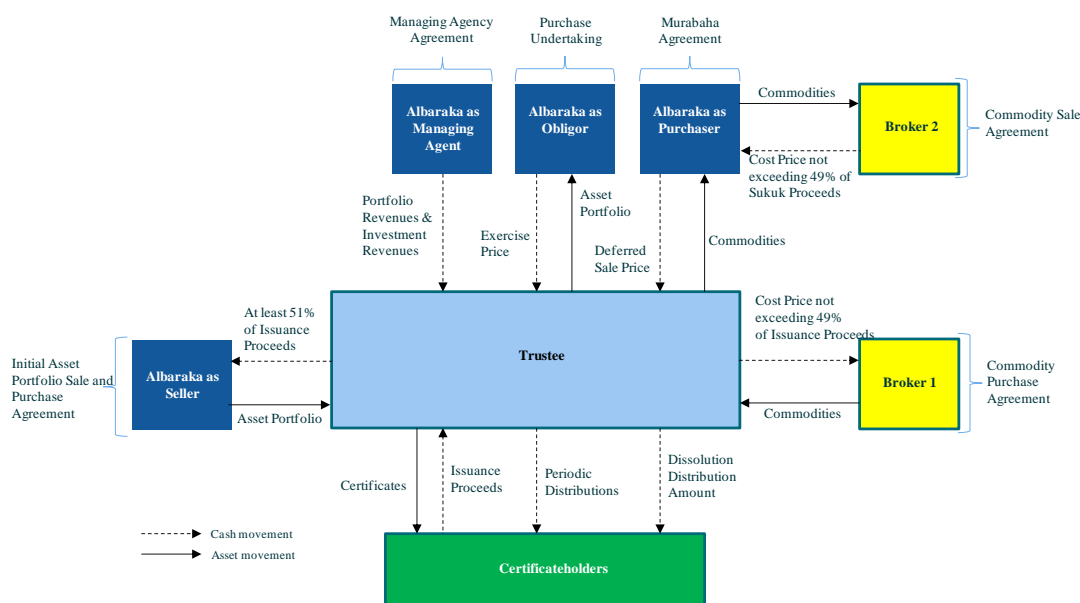 Managing Agency
Agreement
Purchase
Undertaking
Murabaha
Agreement
Albaraka as
Managing
Agent
Albaraka as
Obligor
Albaraka as
Purchaser
Commodities
Cost Price not
exceeding 49% of
Sukuk Proceeds
Broker 2
Commodity Sale
Agreement
Portfolio
Revenues &
Investment
Revenues
Exercise
Price
Asset
Portfolio
Deferred
Sale Price
Commodities
Initial Asset
Portfolio Sale and
Purchase
Agreement
Albaraka as
Seller
At least 51%
of Issuance
Proceeds
Asset Portfolio
Trustee
Cost Price not
exceeding 49%
of Issuance Proceeds
Commodities
Broker 1
Commodity
Purchase
Agreement
Certificates
Issuance
Proceeds
Periodic
Distributions
Dissolution
Distribution
Amount
Cash movement
Asset movement
Certificateholders